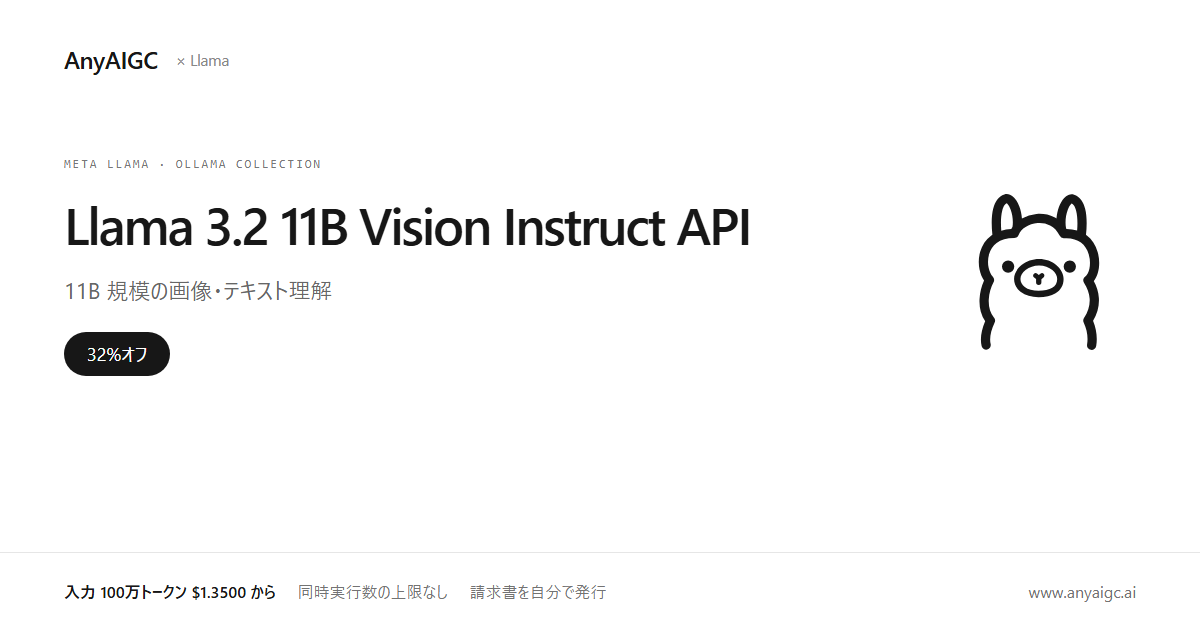 AnyAIGC × Llama
META LLAMA · OLLAMA COLLECTION
Llama 3.2 11B Vision Instruct API
11B 規模の画像・テキスト理解
32%オフ
入力 100万トークン $1.3500 から 同時実行数の上限なし 請求書を自分で発行 www.anyaigc.ai